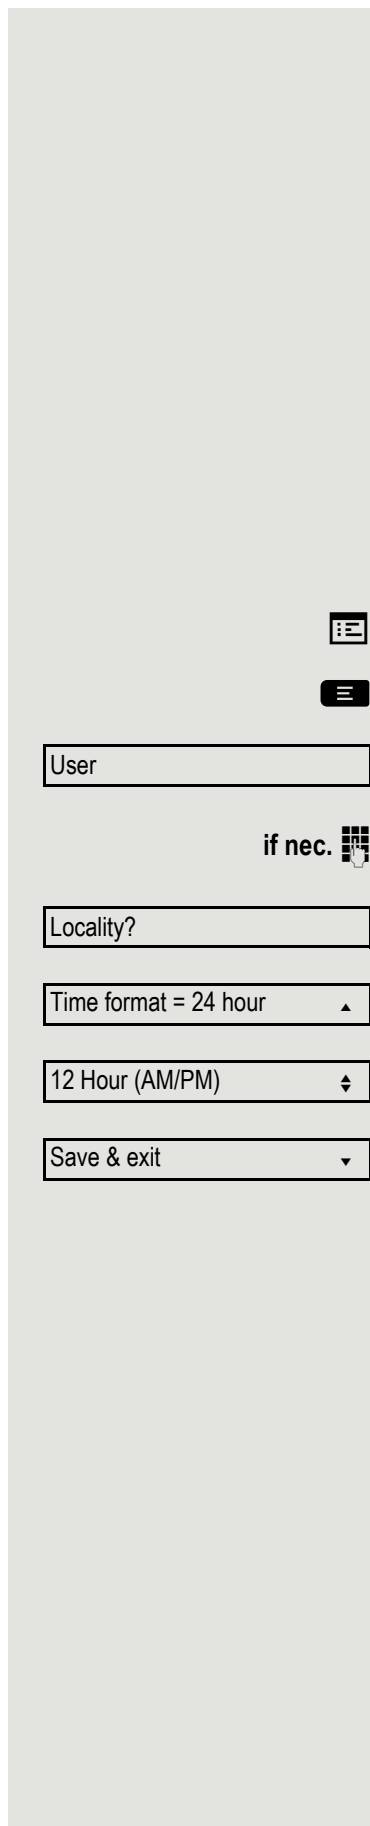 User
if nec.
Locality?
Time format = 24 hour
12 Hour (AM/PM)
Save & exit